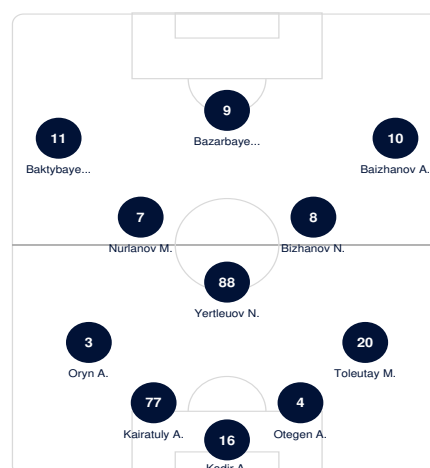 9
11
10
Bazarbaye...
Baktybaye...
Baizhanov A.
7
8
Nurlanov M.
Bizhanov N.
88
Yertleuov N.
3
20
Oryn A.
Toleutay M.
77
4
Kairatuly A.
Otegen A.
16